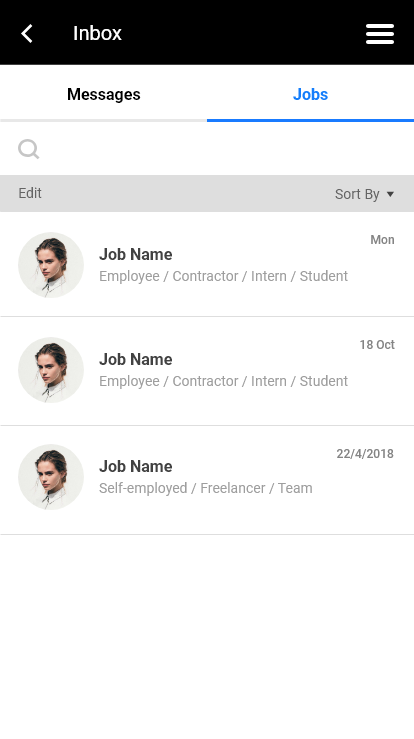 Inbox
Messages
Jobs
Edit
Sort By
Mon
Job Name
Employee / Contractor / Intern / Student
18 Oct
Job Name
Employee / Contractor / Intern / Student
22/4/2018
Job Name
Self-employed / Freelancer / Team